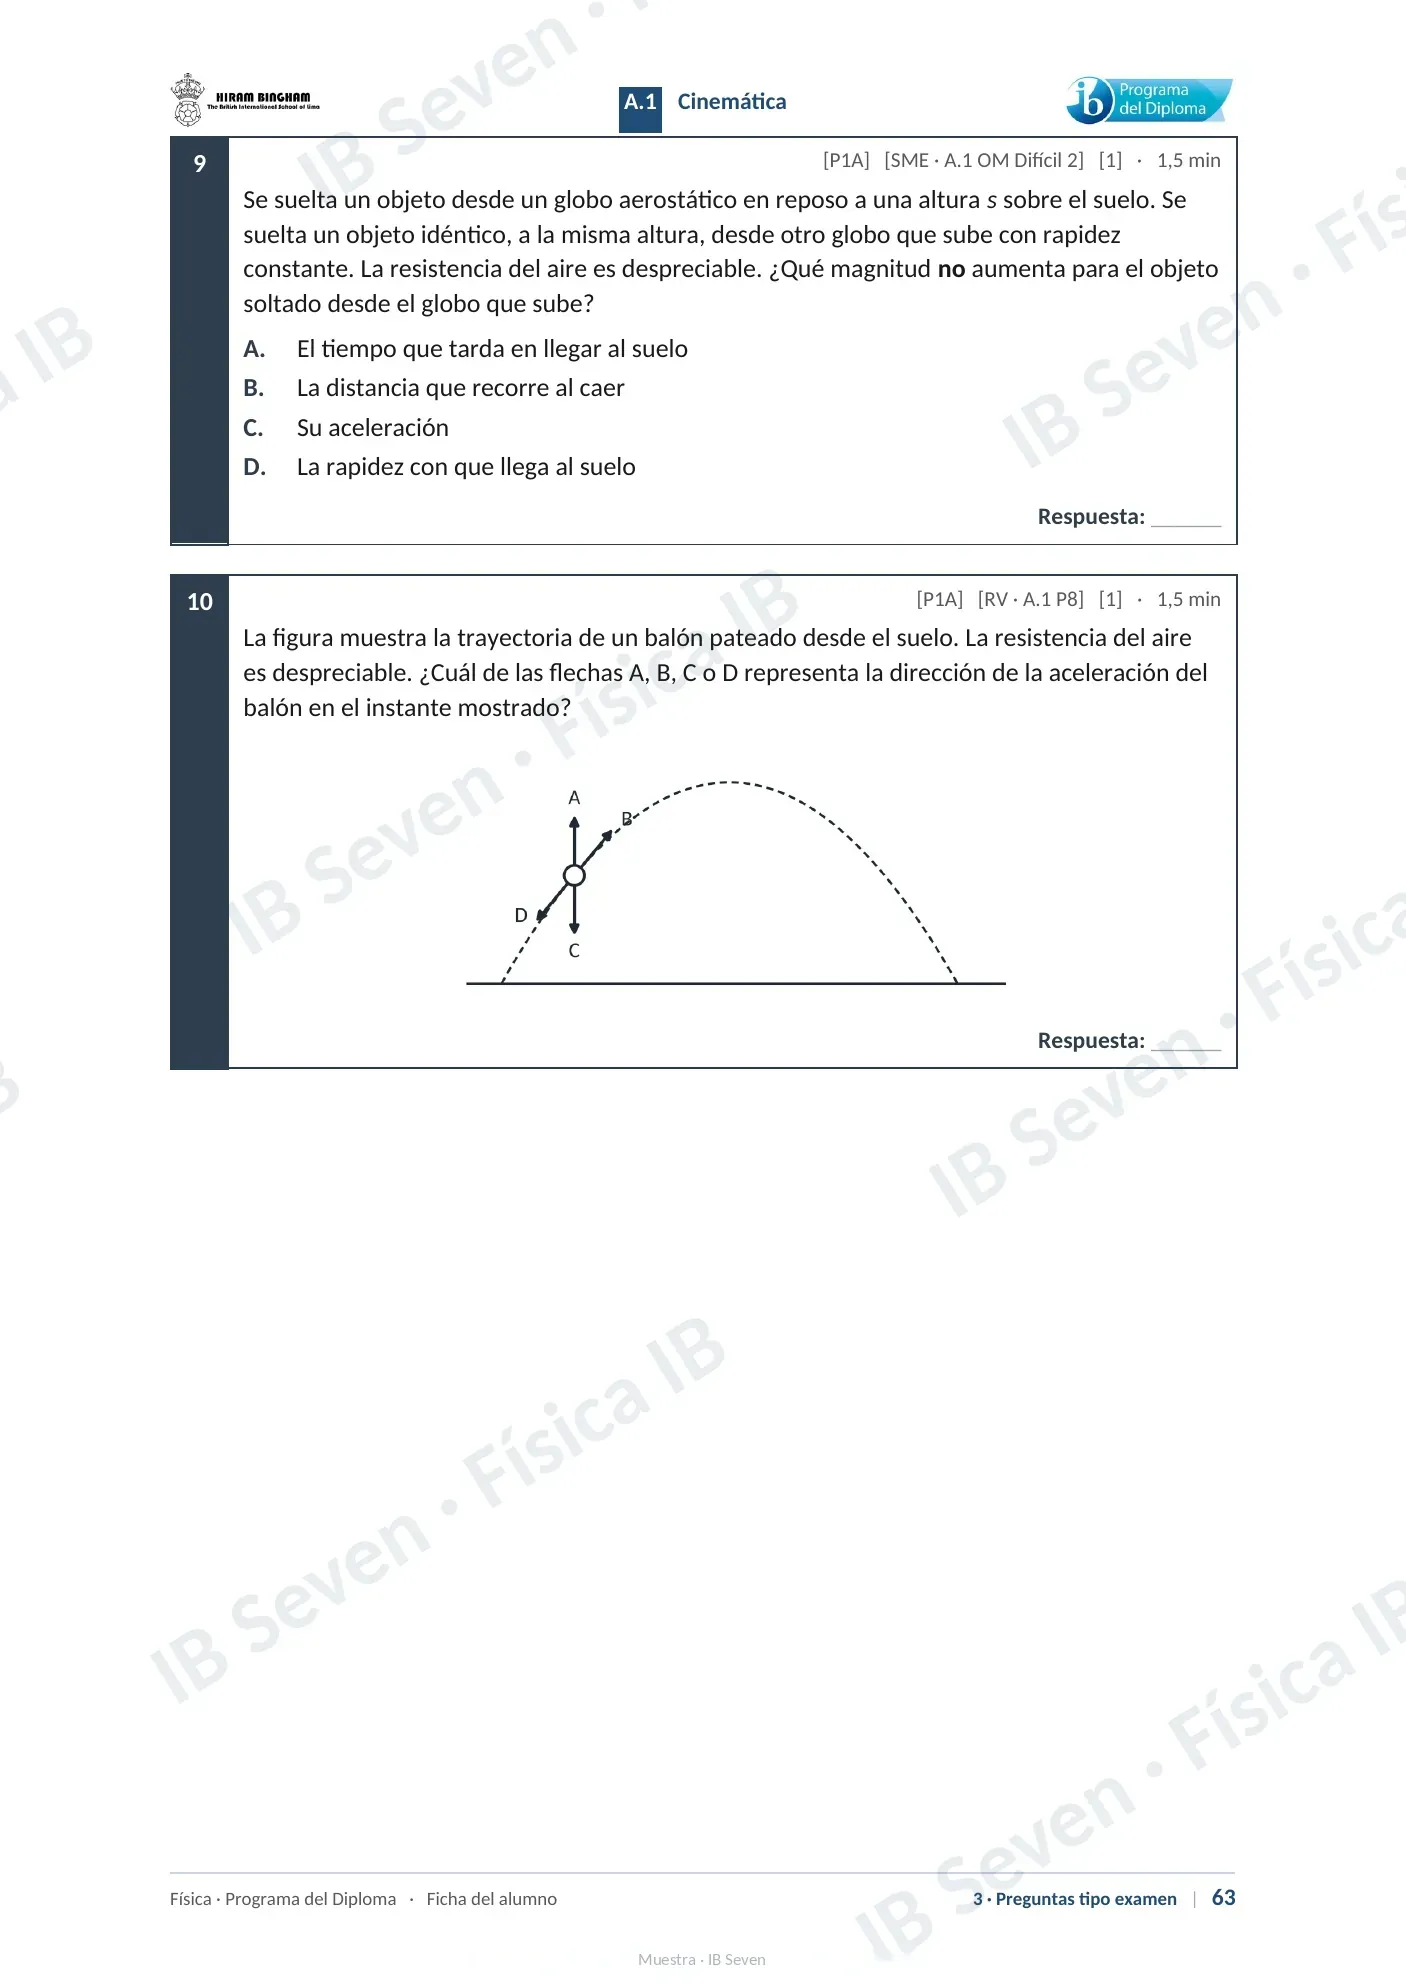 HIRAM BINGHAM
The British International School of Lima
A.1 Cinemática
Programa
del Diploma
9
[P1A] [SME · A.1 OM Difícil 2] [1] · 1,5 min
Se suelta un objeto desde un globo aerostático en reposo a una altura s sobre el suelo. Se
suelta un objeto idéntico, a la misma altura, desde otro globo que sube con rapidez
constante. La resistencia del aire es despreciable. ¿Qué magnitud no aumenta para el objeto
soltado desde el globo que sube?
A. El tiempo que tarda en llegar al suelo
B. La distancia que recorre al caer
C. Su aceleración
D. La rapidez con que llega al suelo
Respuesta: ______
10
[P1A] [RV · A.1 P8] [1] · 1,5 min
La figura muestra la trayectoria de un balón pateado desde el suelo. La resistencia del aire
es despreciable. ¿Cuál de las flechas A, B, C o D representa la dirección de la aceleración del
balón en el instante mostrado?
A
B
D
C
Respuesta: ______
IB Seven · Física IB
Física · Programa del Diploma · Ficha del alumno
3 · Preguntas tipo examen | 63
Muestra · IB Seven